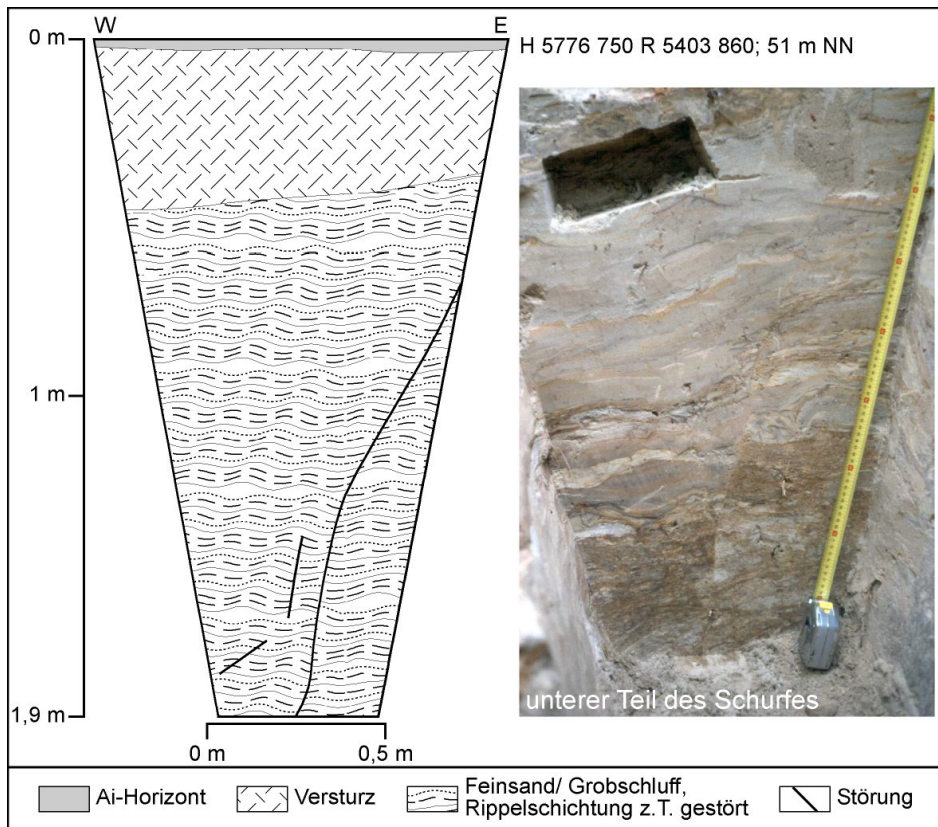 W
E
0 m
H 5776 750 R 5403 860; 51 m NN
1 m
1,9 m
unterer Teil des Schurfes
0 m
0,5 m
Ai-Horizont
Versturz
Feinsand/ Grobschluff,
Rippelschichtung z.T. gestört
Störung